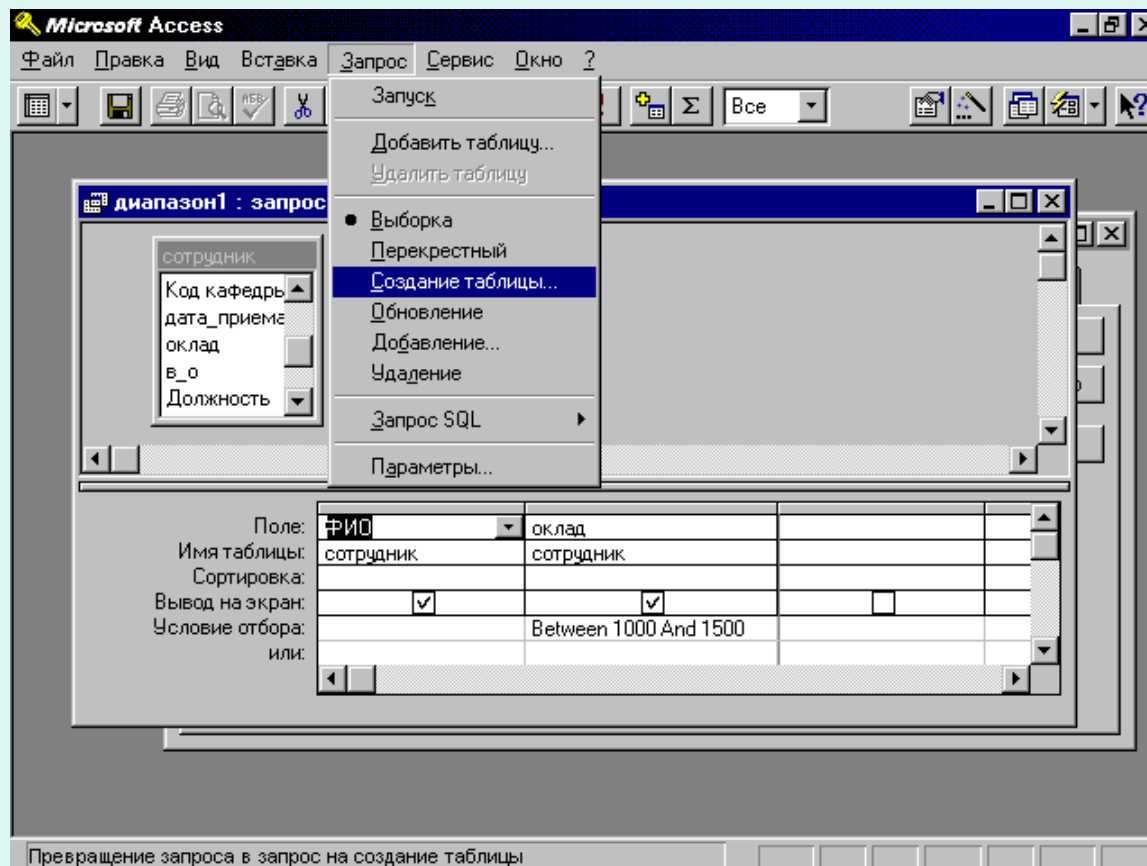 Microsoft Access
Файл Правка Вид Вставка Запрос Сервис Окно ?
Все
Запуск
Добавить таблицу...
Удалить таблицу
Выборка
Перекрестный
Создание таблицы...
Обновление
Добавление...
Удаление
Запрос SQL
Параметры...
диапазон1 : запрос
сотрудник
Код кафедры
дата_приема
оклад
в_о
Должность
Поле: ФИО оклад
Имя таблицы: сотрудник сотрудник
Сортировка:
Вывод на экран:
Условие отбора: Between 1000 And 1500
или:
Превращение запроса в запрос на создание таблицы